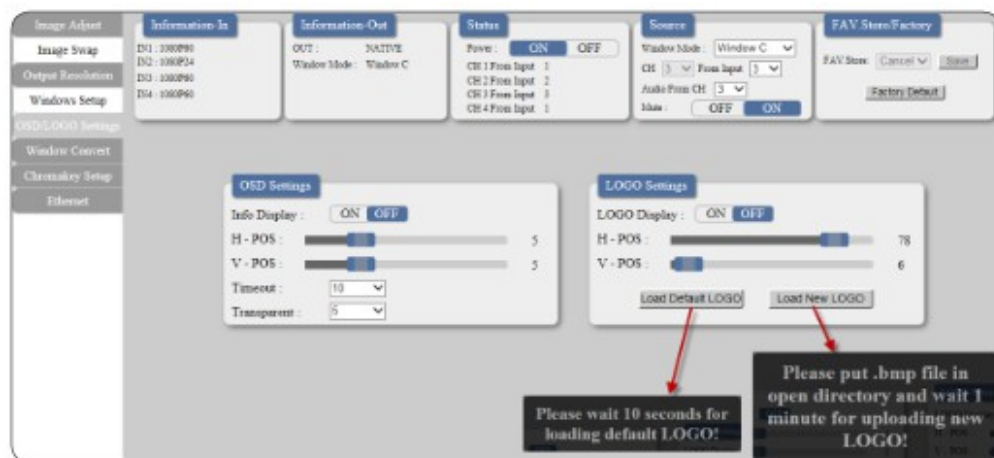 Image Adjust
Image Swap
Output Resolution
Windows Setup
OSD/LOGO Settings
Window Convert
Chromakey Setup
Ethernet
Information-In
IN1 : 1080P60
IN2 : 1080P24
IN3 : 1080P60
IN4 : 1080P60
Information-Out
OUT : NATIVE
Window Mode : Window C
Status
Power : ON OFF
CH 1 From Input 1
CH 2 From Input 2
CH 3 From Input 3
CH 4 From Input 1
Source
Window Mode : Window C
CH 3 From Input 3
Audio From CH 3
Mute : OFF ON
FAV.Store/Factory
FAV.Store: Cancel Save
Factory Default
OSD Settings
Info Display : ON OFF
H - POS : 5
V - POS : 5
Timeout : 10
Transparent : 5
LOGO Settings
LOGO Display : ON OFF
H - POS : 78
V - POS : 6
Load Default LOGO Load New LOGO
Please wait 10 seconds for
loading default LOGO!
Please put .bmp file in
open directory and wait 1
minute for uploading new
LOGO!